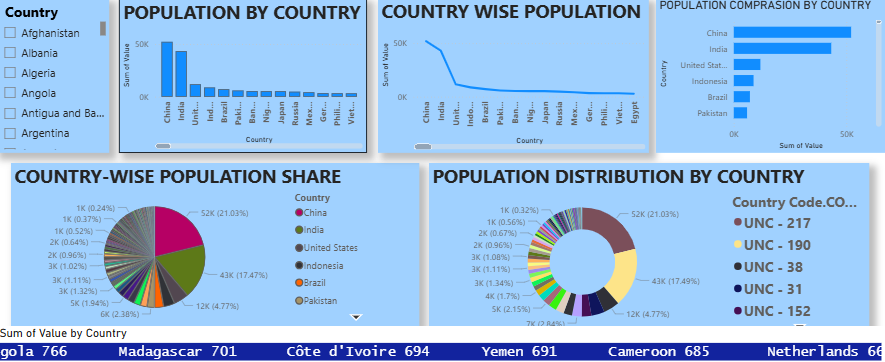 Country
Afghanistan
Albania
Algeria
Angola
Antigua and Ba...
Argentina
POPULATION BY COUNTRY
Sum of Value
50K
0K
China
India
Unit...
Ind...
Brazil
Paki...
Ban...
Nig...
Japan
Russia
Mex...
Ger...
Phili...
Viet...
Country
COUNTRY WISE POPULATION
Sum of Value
50K
0K
China
India
Unit...
Indo...
Brazil
Paki...
Ban...
Nig...
Japan
Russia
Mex...
Ger...
Phili...
Viet...
Egypt
Country
POPULATION COMPRASION BY COUNTRY
Country
China
India
United Stat...
Indonesia
Brazil
Pakistan
0K
50K
Sum of Value
COUNTRY-WISE POPULATION SHARE
1K (0.24%)
1K (0.37%)
1K (0.52%)
2K (0.64%)
2K (0.96%)
3K (1.02%)
3K (1.11%)
3K (1.32%)
5K (1.94%)
6K (2.38%)
12K (4.77%)
43K (17.47%)
52K (21.03%)
Country
China
India
United States
Indonesia
Brazil
Pakistan
POPULATION DISTRIBUTION BY COUNTRY
1K (0.32%)
1K (0.56%)
2K (0.67%)
2K (0.96%)
3K (1.08%)
3K (1.11%)
3K (1.34%)
4K (1.7%)
5K (2.15%)
7K (2.84%)
12K (4.77%)
43K (17.49%)
52K (21.03%)
Country Code.CO...
UNC - 217
UNC - 190
UNC - 38
UNC - 31
UNC - 152
Sum of Value by Country
gola 766 Madagascar 701 Côte d'Ivoire 694 Yemen 691 Cameroon 685 Netherlands 66